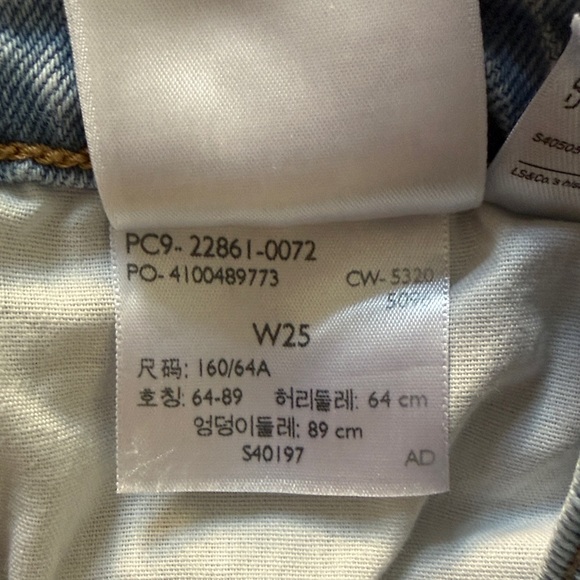 PC9- 22861-0072
PO- 4100489773 CW- 5320
W25
尺码: 160/64A
호칭: 64-89 허리둘레: 64 cm
엉덩이둘레: 89 cm
S40197 AD